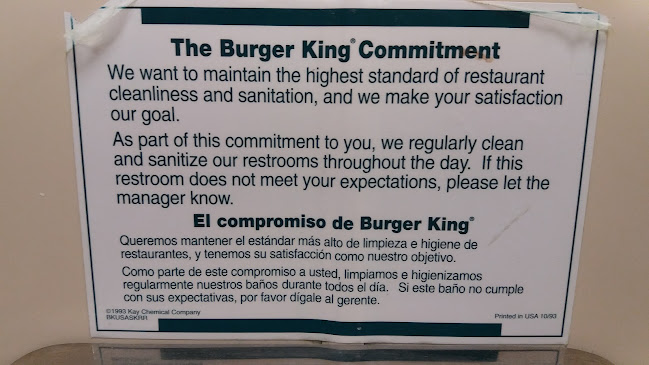 The Burger King® Commitment
We want to maintain the highest standard of restaurant
cleanliness and sanitation, and we make your satisfaction
our goal.
As part of this commitment to you, we regularly clean
and sanitize our restrooms throughout the day. If this
restroom does not meet your expectations, please let the
manager know.
El compromiso de Burger King®
Queremos mantener el estándar más alto de limpieza e higiene de
restaurantes, y tenemos su satisfacción como nuestro objetivo.
Como parte de este compromiso a usted, limpiamos e higienizamos
regularmente nuestros baños durante todos el día. Si este baño no cumple
con sus expectativas, por favor dígale al gerente.
©1993 Kay Chemical Company
BKUSASKRR
Printed in USA 10/93